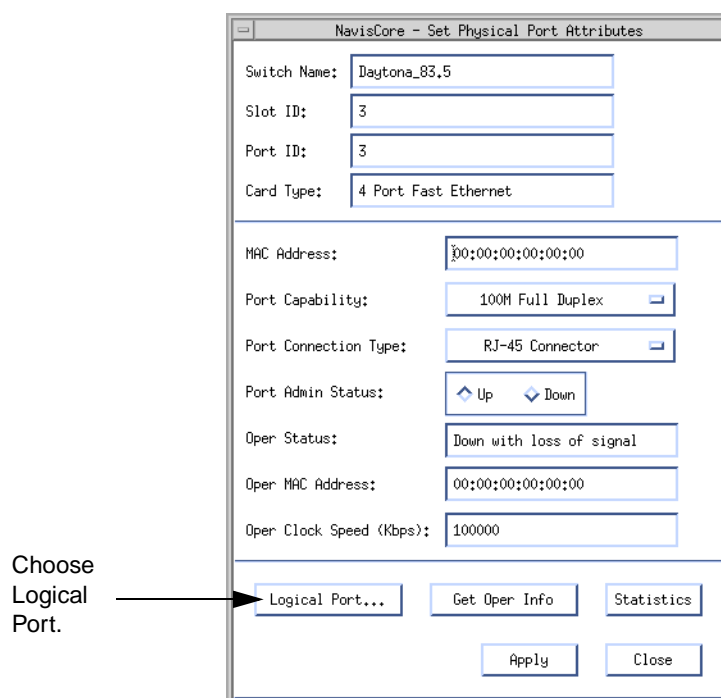 NavisCore - Set Physical Port Attributes
Switch Name: Daytona_83.5
Slot ID: 3
Port ID: 3
Card Type: 4 Port Fast Ethernet
MAC Address: 00:00:00:00:00:00
Port Capability: 100M Full Duplex
Port Connection Type: RJ-45 Connector
Port Admin Status: Up Down
Oper Status: Down with loss of signal
Oper MAC Address: 00:00:00:00:00:00
Oper Clock Speed (Kbps): 100000
Choose
Logical
Port.
Logical Port... Get Oper Info Statistics
Apply Close